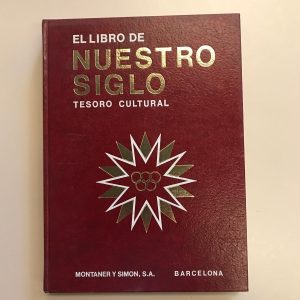 EL LIBRO DE
NUESTRO
SIGLO
TESORO CULTURAL
MONTANER Y SIMON, S.A. BARCELONA